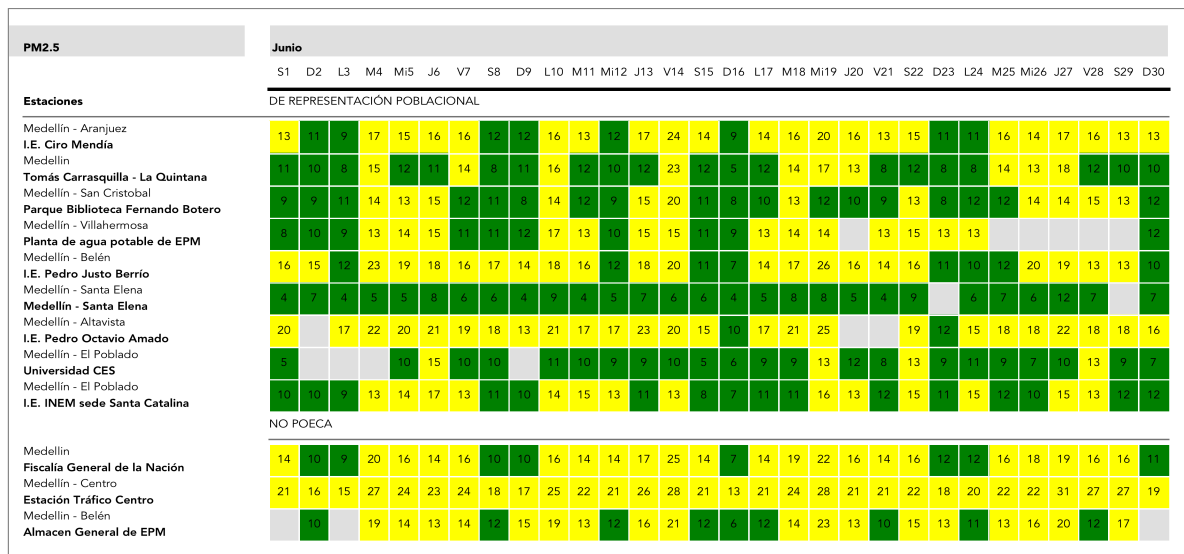 PM2.5 Junio
S1 D2 L3 M4 Mi5 J6 V7 S8 D9 L10 M11 Mi12 J13 V14 S15 D16 L17 M18 Mi19 J20 V21 S22 D23 L24 M25 Mi26 J27 V28 S29 D30
Estaciones DE REPRESENTACIÓN POBLACIONAL
Medellín - Aranjuez
I.E. Ciro Mendía
13 11 9 17 15 16 16 12 12 16 13 12 17 24 14 9 14 16 20 16 13 15 11 11 16 14 17 16 13 13
Medellin
Tomás Carrasquilla - La Quintana
11 10 8 15 12 11 14 8 11 16 12 10 12 23 12 5 12 14 17 13 8 12 8 8 14 13 18 12 10 10
Medellín - San Cristobal
Parque Biblioteca Fernando Botero
9 9 11 14 13 15 12 11 8 14 12 9 15 20 11 8 10 13 12 10 9 13 8 12 12 14 14 15 13 12
Medellín - Villahermosa
Planta de agua potable de EPM
8 10 9 13 14 15 11 11 12 17 13 10 15 15 11 9 13 14 14 13 15 13 13 12
Medellín - Belén
I.E. Pedro Justo Berrío
16 15 12 23 19 18 16 17 14 18 16 12 18 20 11 7 14 17 26 16 14 16 11 10 12 20 19 13 13 10
Medellín - Santa Elena
Medellín - Santa Elena
4 7 4 5 5 8 6 6 4 9 4 5 7 6 6 4 5 8 8 5 4 9 6 7 6 12 7 7
Medellín - Altavista
I.E. Pedro Octavio Amado
20 17 22 20 21 19 18 13 21 17 17 23 20 15 10 17 21 25 19 12 15 18 18 22 18 18 16
Medellín - El Poblado
Universidad CES
5 10 15 10 10 11 10 9 9 10 5 6 9 9 13 12 8 13 9 11 9 7 10 13 9 7
Medellín - El Poblado
I.E. INEM sede Santa Catalina
10 10 9 13 14 17 13 11 10 14 15 13 11 13 8 7 11 11 16 13 12 15 11 15 12 10 15 13 12 12
NO POECA
Medellin
Fiscalía General de la Nación
14 10 9 20 16 14 16 10 10 16 14 14 17 25 14 7 14 19 22 16 14 16 12 12 16 18 19 16 16 11
Medellín - Centro
Estación Tráfico Centro
21 16 15 27 24 23 24 18 17 25 22 21 26 28 21 13 21 24 28 21 21 22 18 20 22 22 31 27 27 19
Medellin - Belén
Almacen General de EPM
10 19 14 13 14 12 15 19 13 12 16 21 12 6 12 14 23 13 10 15 13 11 13 16 20 12 17